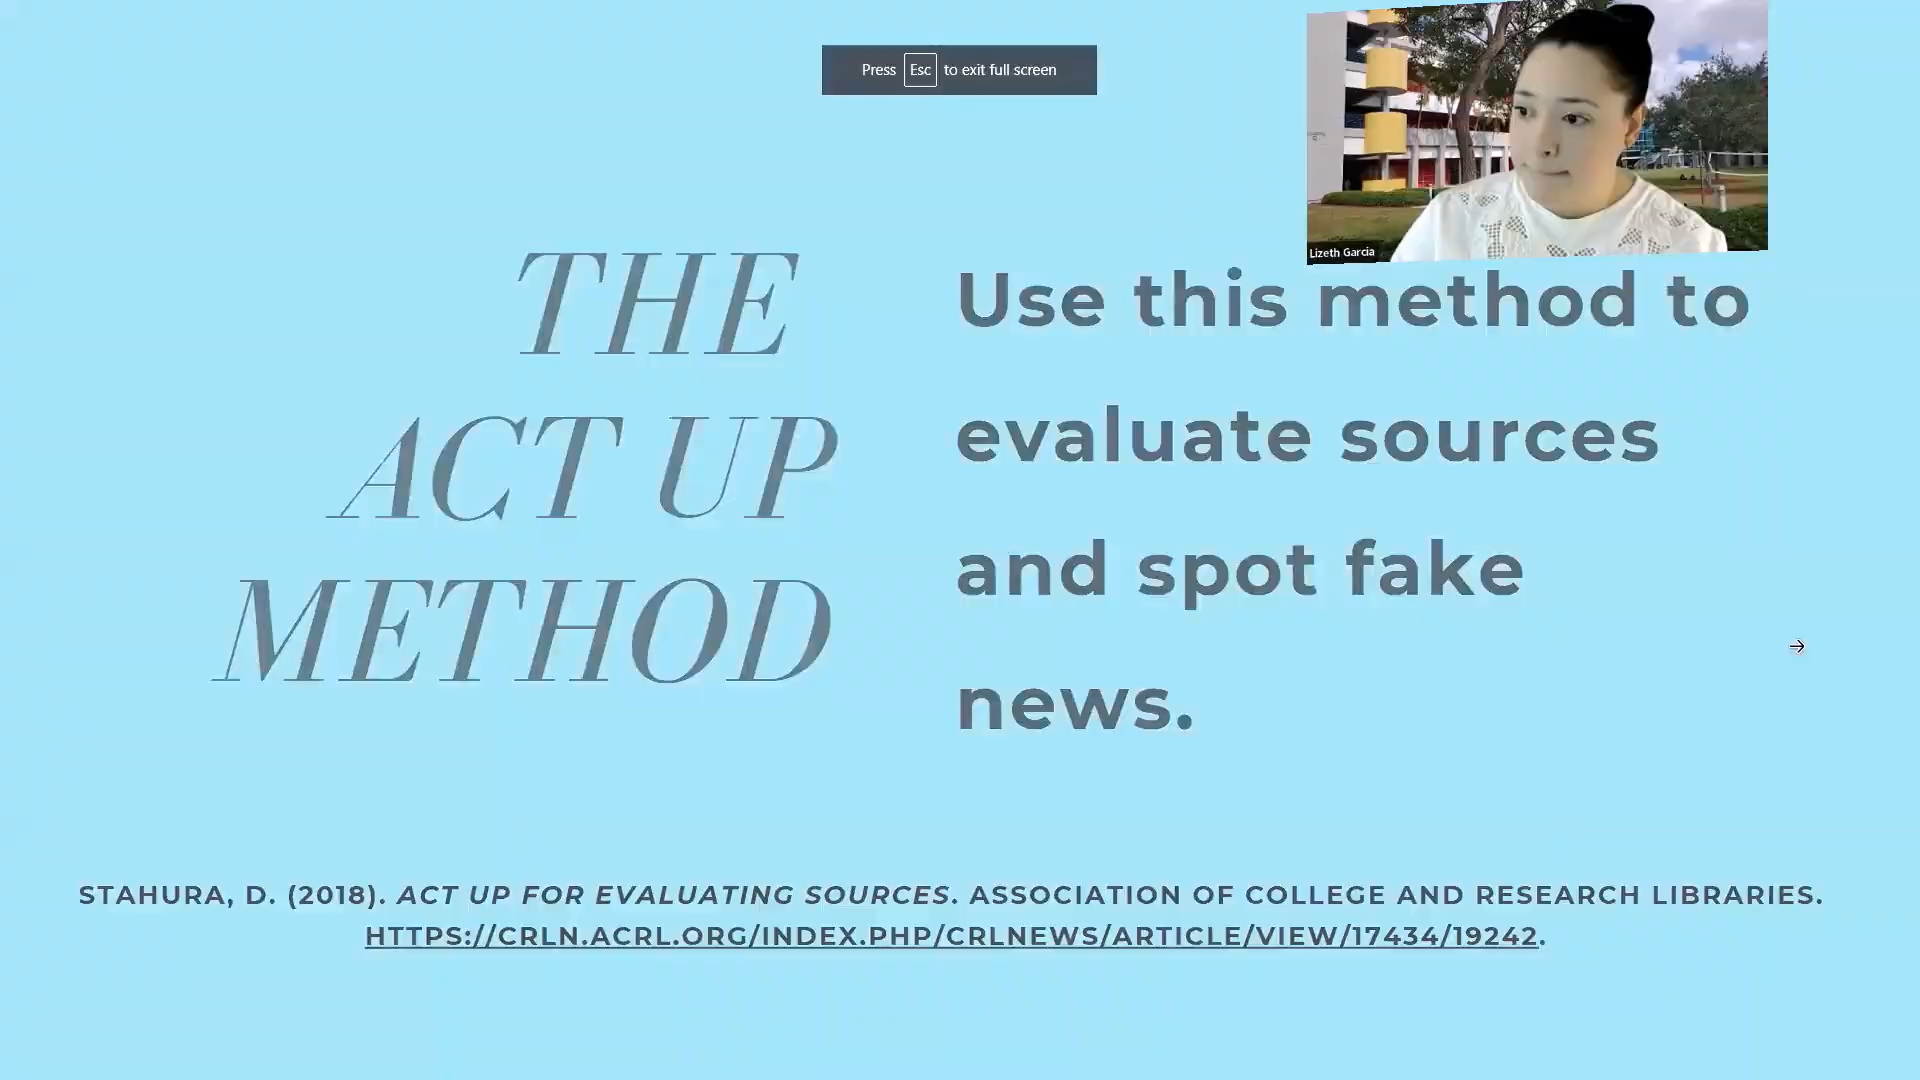 Press Esc to exit full screen
Lizeth Garcia
THE
ACT UP
METHOD
Use this method to
evaluate sources
and spot fake
news.
STAHURA, D. (2018). ACT UP FOR EVALUATING SOURCES. ASSOCIATION OF COLLEGE AND RESEARCH LIBRARIES.
HTTPS://CRLN.ACRL.ORG/INDEX.PHP/CRLNEWS/ARTICLE/VIEW/17434/19242.